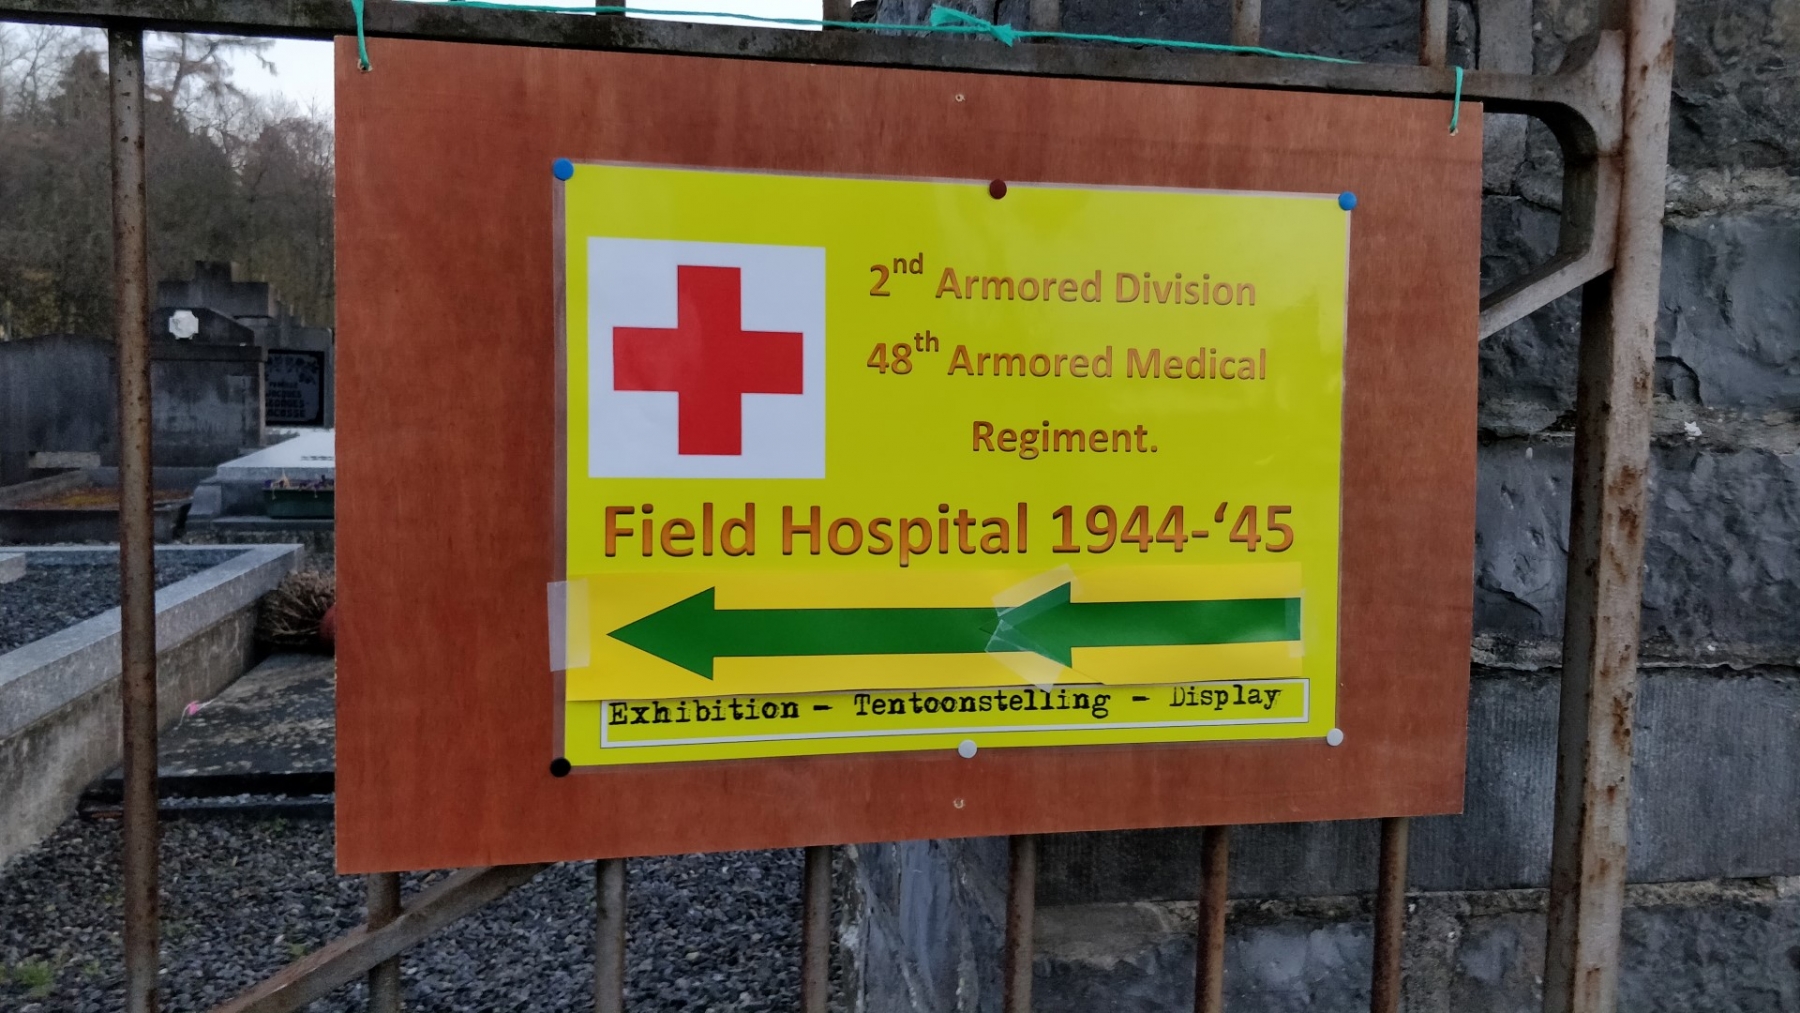 2nd Armored Division
48th Armored Medical
Regiment.
Field Hospital 1944-‘45
Exhibition - Tentoonstelling - Display